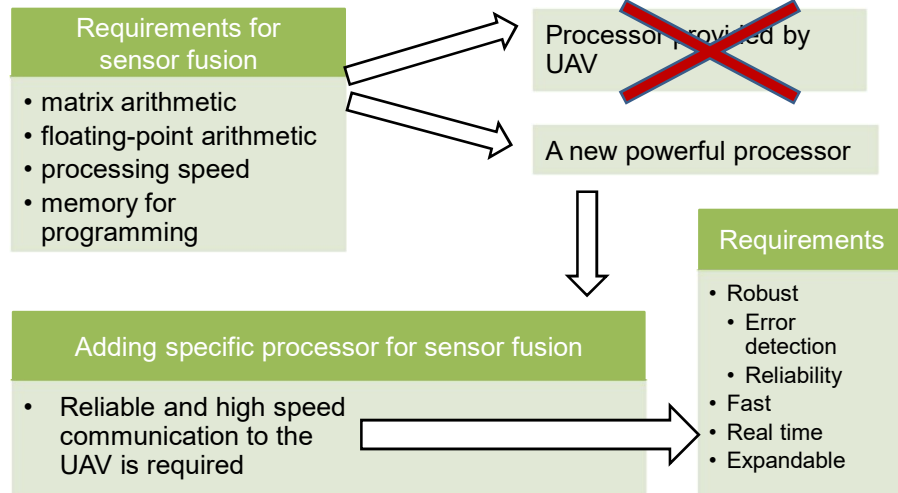 Requirements for
sensor fusion
• matrix arithmetic
• floating-point arithmetic
• processing speed
• memory for
programming
Processor provided by
UAV
A new powerful processor
Adding specific processor for sensor fusion
• Reliable and high speed
communication to the
UAV is required
Requirements
• Robust
• Error
detection
• Reliability
• Fast
• Real time
• Expandable